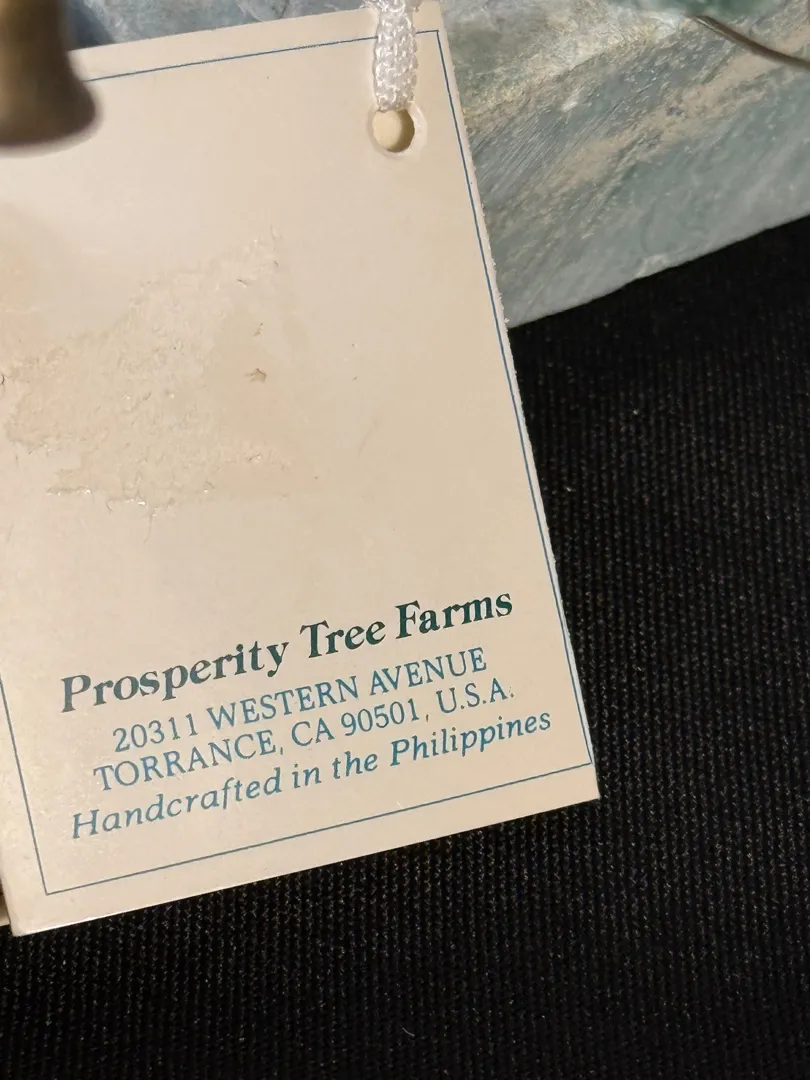 Prosperity Tree Farms
20311 WESTERN AVENUE
TORRANCE, CA 90501, U.S.A.
Handcrafted in the Philippines